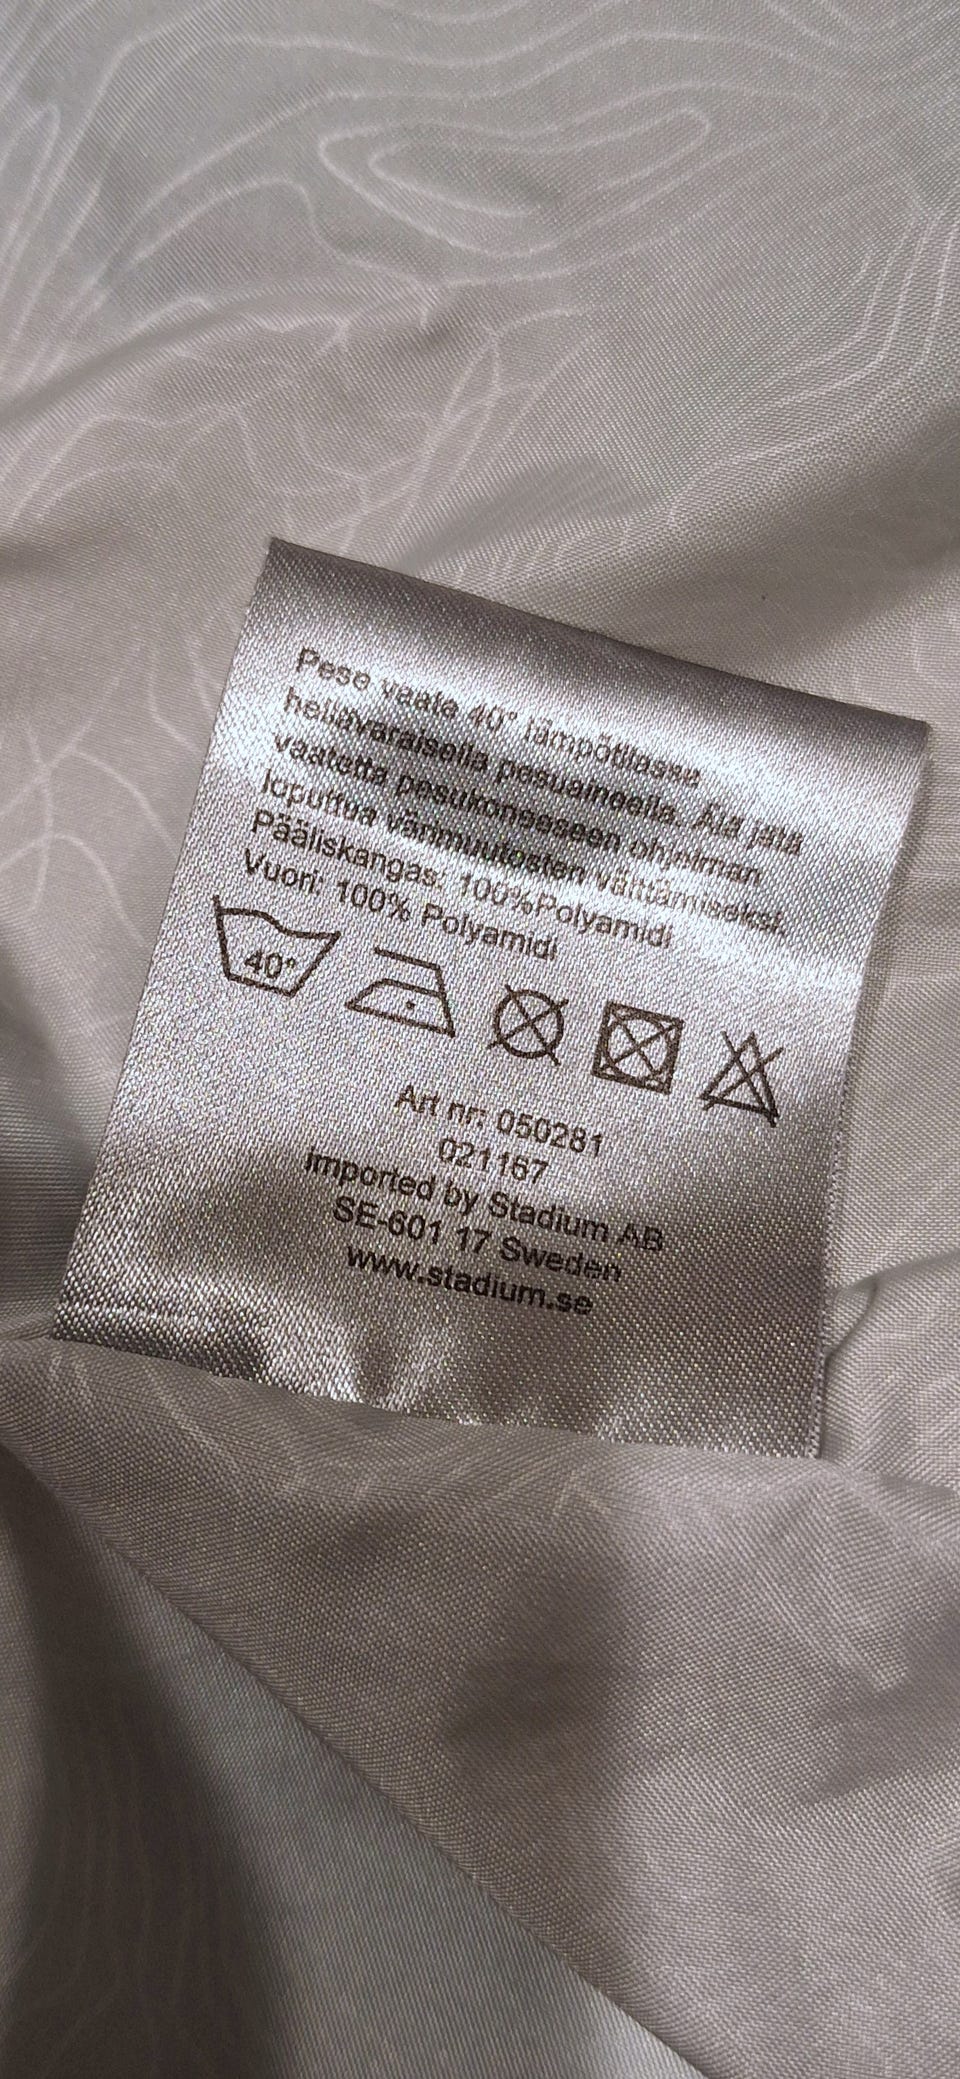 Pese vaate 40° lämpötilassa
hellävaraisella pesuaineella. Älä jätä
vaatetta pesukoneeseen ohjelman
loputtua värimuutosten välttämiseksi.
Pääliskangas: 100%Polyamidi
Vuori: 100% Polyamidi
40°
Art nr: 050281
021167
Imported by Stadium AB
SE-601 17 Sweden
www.stadium.se